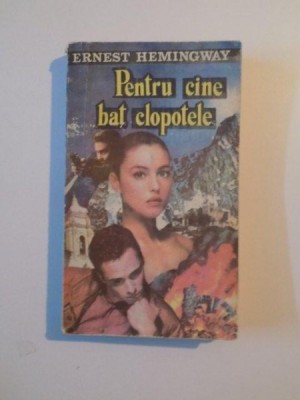 ERNEST HEMINGWAY
Pentru cine
bat clopotele